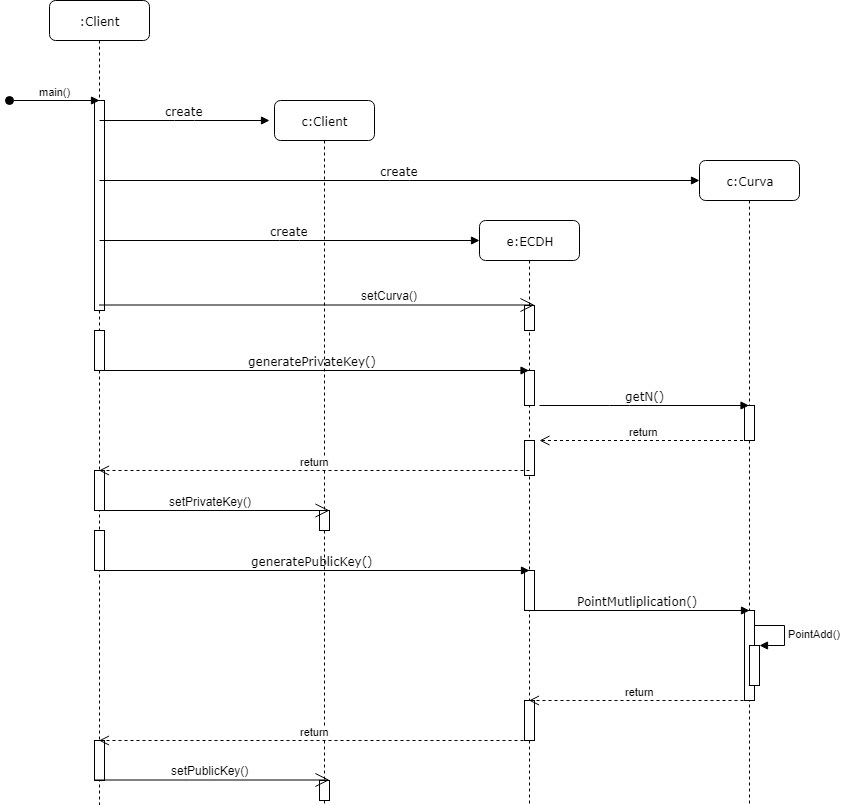 :Client
main()
create
c:Client
create
c:Curva
create
e:ECDH
setCurva()
generatePrivateKey()
getN()
return
return
setPrivateKey()
generatePublicKey()
PointMutliplication()
PointAdd()
return
return
setPublicKey()